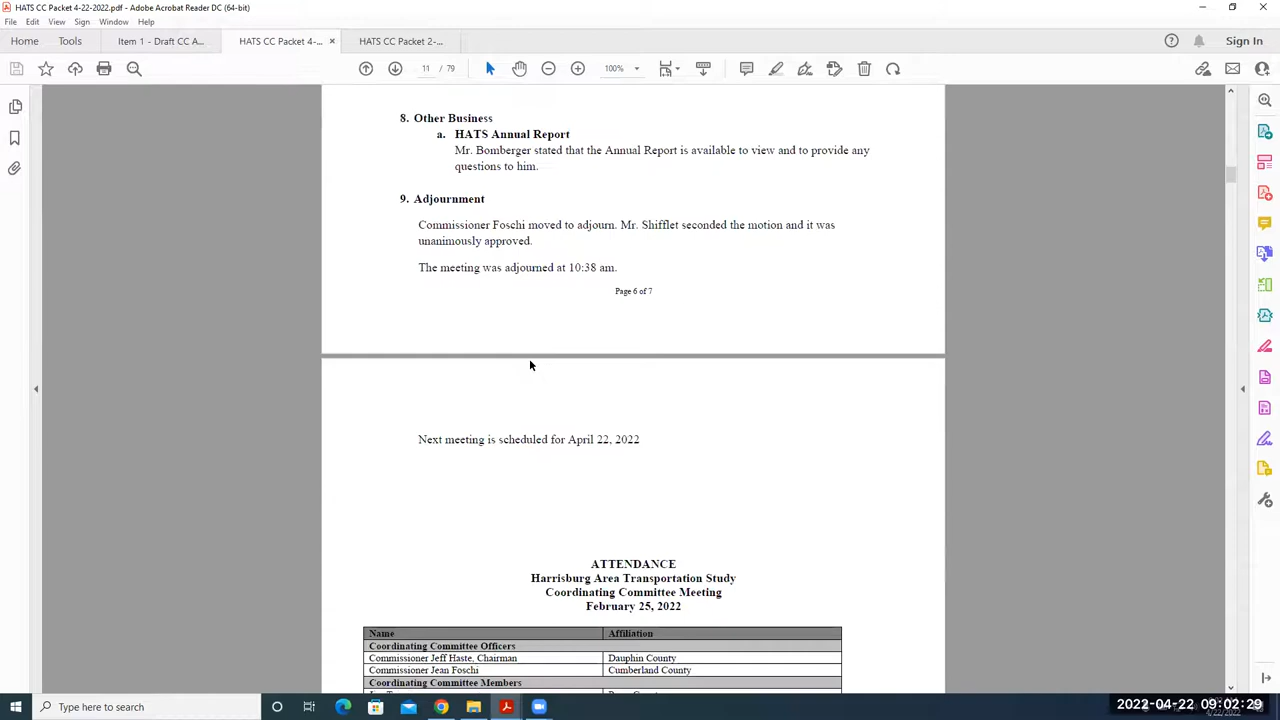 HATS CC Packet 4-22-2022.pdf - Adobe Acrobat Reader DC (64-bit)
File Edit View Sign Window Help
Home Tools Item 1 - Draft CC A... HATS CC Packet 4-... × HATS CC Packet 2-... Sign In
11 / 79 100%
8. Other Business
a. HATS Annual Report
Mr. Bomberger stated that the Annual Report is available to view and to provide any
questions to him.
9. Adjournment
Commissioner Foschi moved to adjourn. Mr. Shifflet seconded the motion and it was
unanimously approved.
The meeting was adjourned at 10:38 am.
Page 6 of 7
Next meeting is scheduled for April 22, 2022
ATTENDANCE
Harrisburg Area Transportation Study
Coordinating Committee Meeting
February 25, 2022
Name Affiliation
Coordinating Committee Officers
Commissioner Jeff Haste, Chairman Dauphin County
Commissioner Jean Foschi Cumberland County
Coordinating Committee Members
Type here to search
2022-04-22 09:02:29